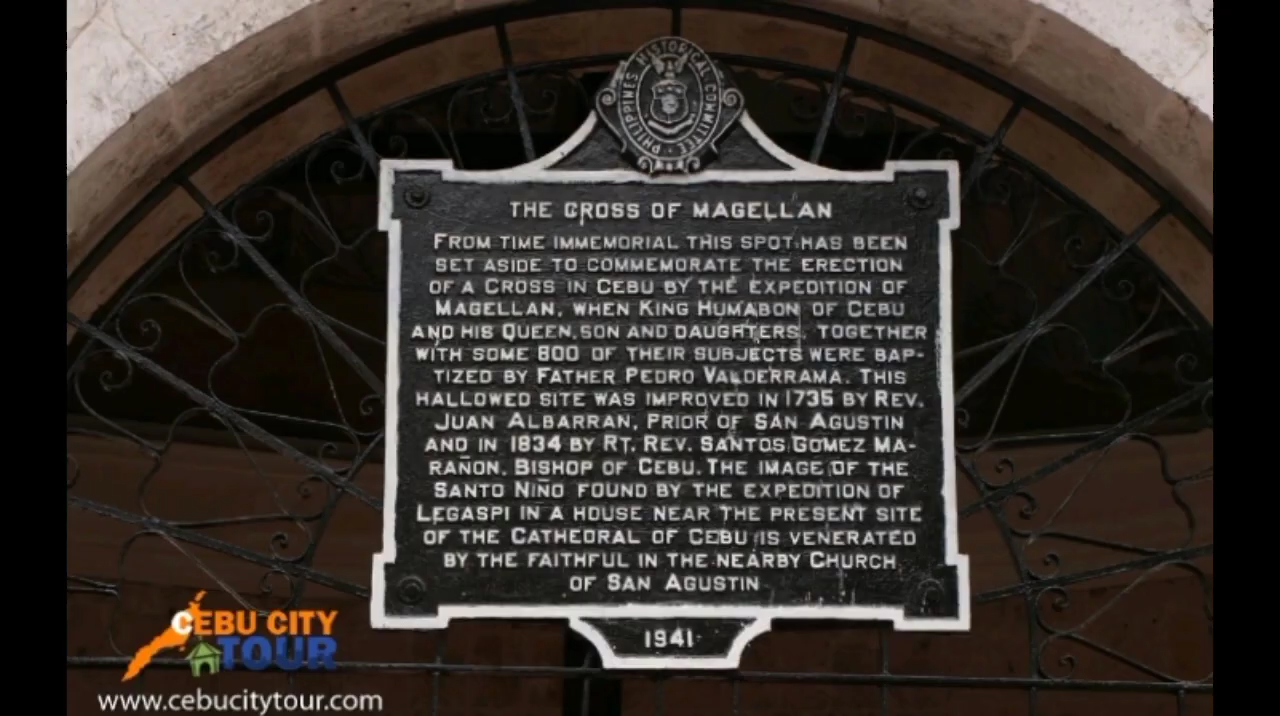 PHILIPPINES HISTORICAL COMMITTEE
THE CROSS OF MAGELLAN
FROM TIME IMMEMORIAL THIS SPOT HAS BEEN
SET ASIDE TO COMMEMORATE THE ERECTION
OF A CROSS IN CEBU BY THE EXPEDITION OF
MAGELLAN, WHEN KING HUMABON OF CEBU
AND HIS QUEEN, SON AND DAUGHTERS, TOGETHER
WITH SOME 800 OF THEIR SUBJECTS WERE BAP-
TIZED BY FATHER PEDRO VALDERRAMA. THIS
HALLOWED SITE WAS IMPROVED IN 1735 BY REV.
JUAN ALBARRAN, PRIOR OF SAN AGUSTIN
AND IN 1834 BY RT. REV. SANTOS GOMEZ MA-
RAÑON, BISHOP OF CEBU. THE IMAGE OF THE
SANTO NIÑO FOUND BY THE EXPEDITION OF
LEGASPI IN A HOUSE NEAR THE PRESENT SITE
OF THE CATHEDRAL OF CEBU IS VENERATED
BY THE FAITHFUL IN THE NEARBY CHURCH
OF SAN AGUSTIN
1941
CEBU CITY
TOUR
www.cebucitytour.com